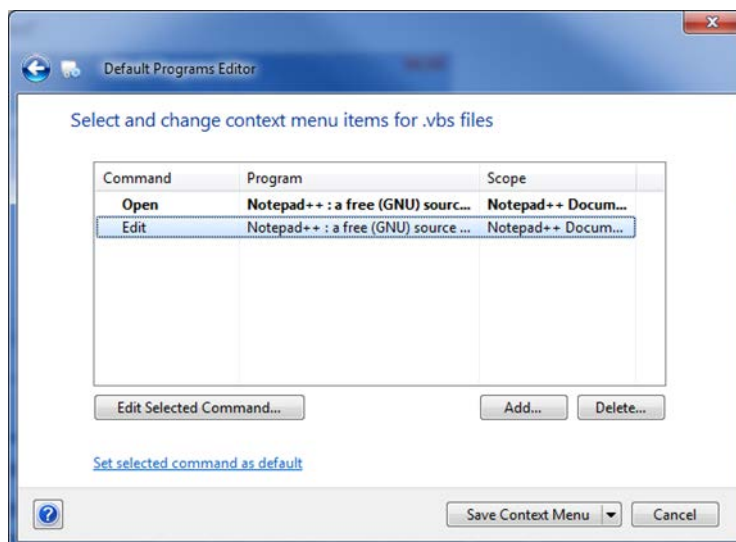 Default Programs Editor
Select and change context menu items for .vbs files
Command Program Scope
Open Notepad++ : a free (GNU) sourc... Notepad++ Docum...
Edit Notepad++ : a free (GNU) source ... Notepad++ Docum...
Edit Selected Command... Add... Delete...
Set selected command as default
Save Context Menu Cancel